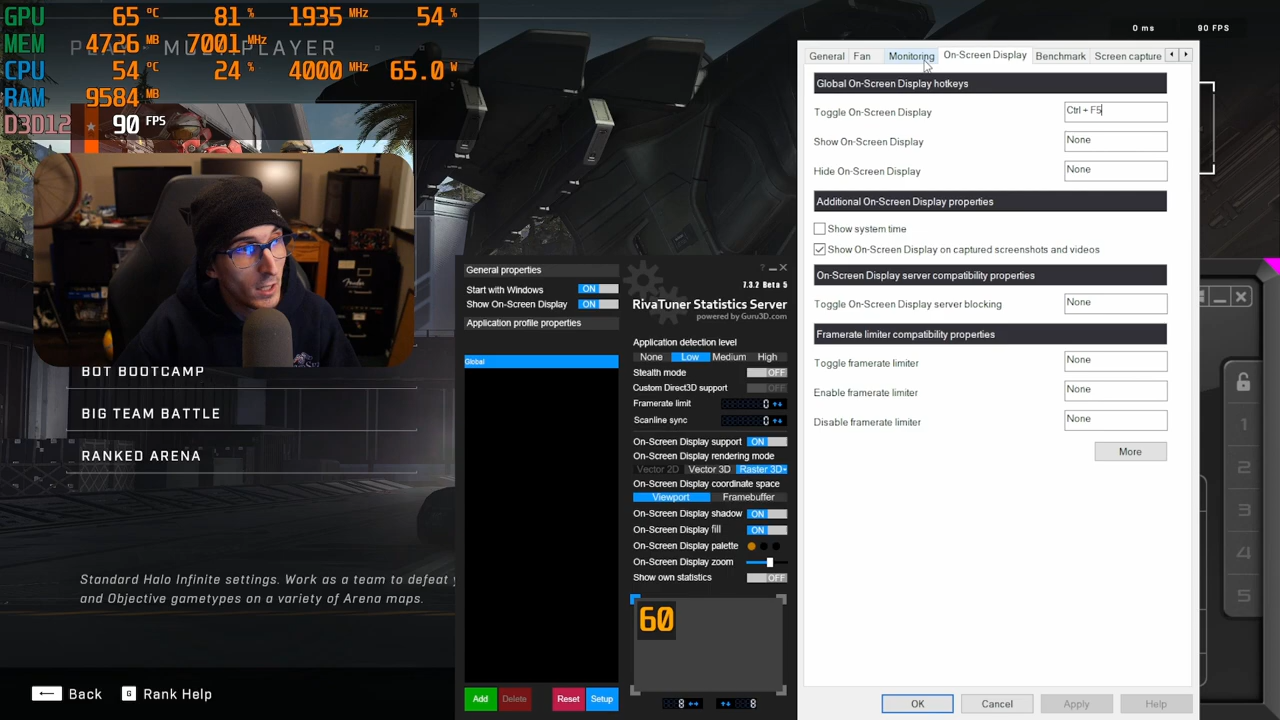 GPU 65 °C 81 % 1935 MHz 54 %
MEM 4726 MB 7001 MHz
CPU 54 °C 24 % 4000 MHz 65.0 W
RAM 9584 MB
D3D12 90 FPS
MULTIPLAYER
BOT BOOTCAMP
BIG TEAM BATTLE
RANKED ARENA
Standard Halo Infinite settings. Work as a team to defeat
and Objective gametypes on a variety of Arena maps.
Back
G Rank Help
General properties
Start with Windows ON
Show On-Screen Display ON
Application profile properties
Global
Add Delete Reset Setup
7.3.2 Beta 5
RivaTuner Statistics Server
powered by Guru3D.com
Application detection level
None Low Medium High
Stealth mode OFF
Custom Direct3D support OFF
Framerate limit 0
Scanline sync 0
On-Screen Display support ON
On-Screen Display rendering mode
Vector 2D Vector 3D Raster 3D
On-Screen Display coordinate space
Viewport Framebuffer
On-Screen Display shadow ON
On-Screen Display fill ON
On-Screen Display palette
On-Screen Display zoom
Show own statistics OFF
60
8 8
0 ms 90 FPS
General Fan Monitoring On-Screen Display Benchmark Screen capture
Global On-Screen Display hotkeys
Toggle On-Screen Display Ctrl + F5
Show On-Screen Display None
Hide On-Screen Display None
Additional On-Screen Display properties
Show system time
Show On-Screen Display on captured screenshots and videos
On-Screen Display server compatibility properties
Toggle On-Screen Display server blocking None
Framerate limiter compatibility properties
Toggle framerate limiter None
Enable framerate limiter None
Disable framerate limiter None
More
OK Cancel Apply Help
1
2
3
4
5